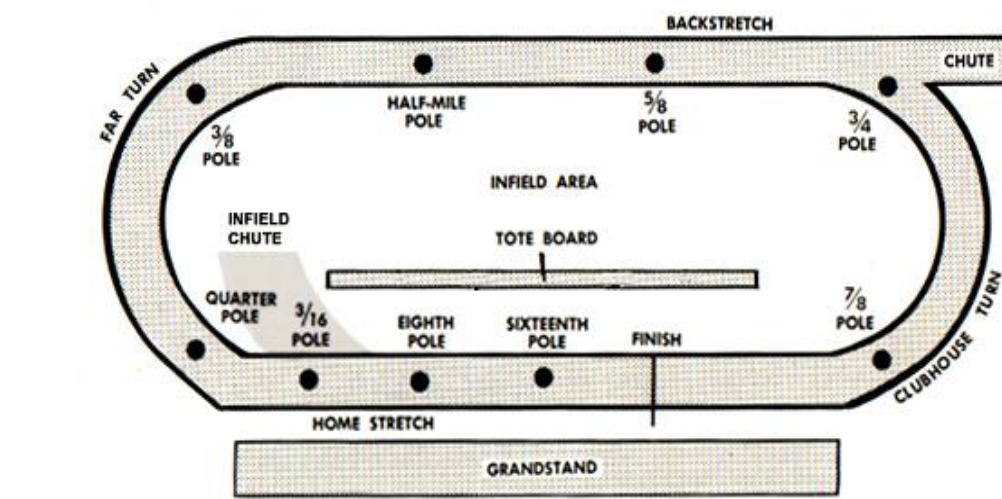 BACKSTRETCH
CHUTE
FAR TURN
HALF-MILE
POLE
5/8
POLE
3/4
POLE
3/8
POLE
INFIELD AREA
INFIELD
CHUTE
TOTE BOARD
QUARTER
POLE
3/16
POLE
EIGHTH
POLE
SIXTEENTH
POLE
FINISH
7/8
POLE
CLUBHOUSE TURN
HOME STRETCH
GRANDSTAND